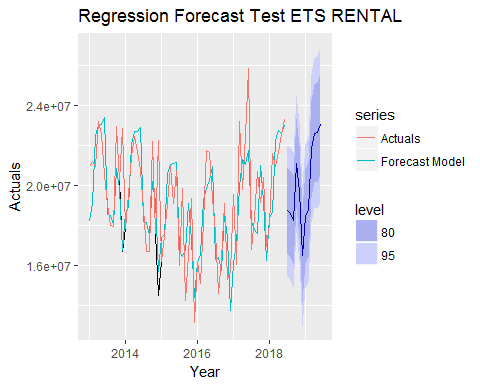 Regression Forecast Test ETS RENTAL
Actuals
2.4e+07
2.0e+07
1.6e+07
2014
2016
2018
Year
series
Actuals
Forecast Model
level
80
95